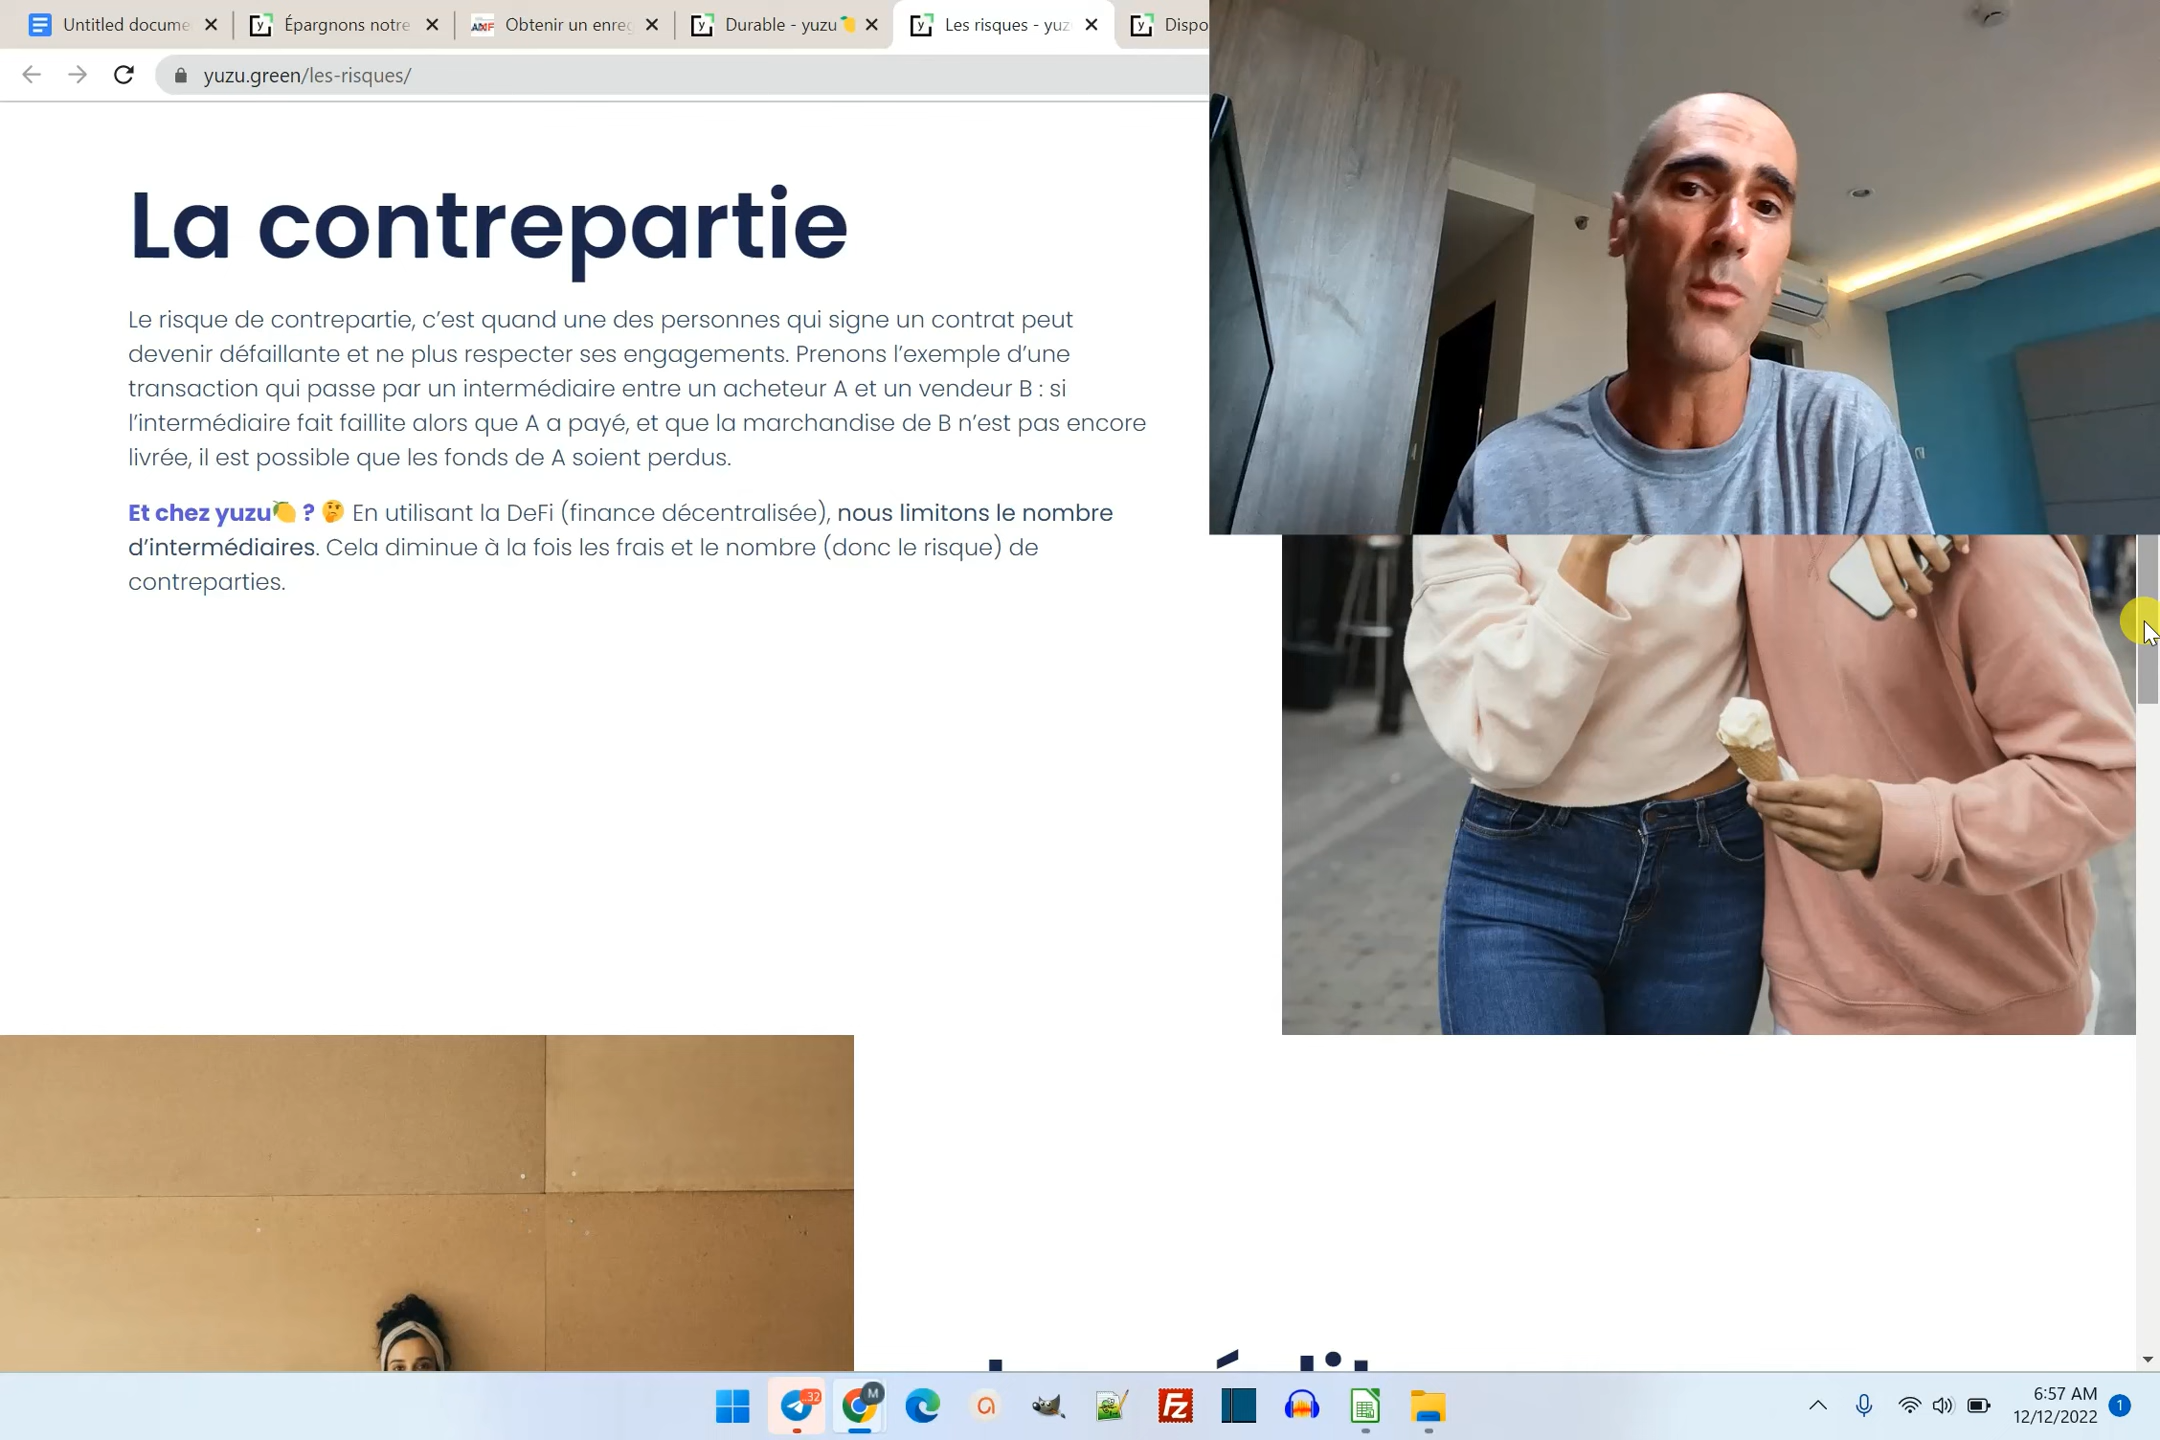 Untitled docume
Épargnons notre
AMF
Obtenir un enreg
Durable - yuzu
Les risques - yuz
Dispo
yuzu.green/les-risques/
La contrepartie
Le risque de contrepartie, c’est quand une des personnes qui signe un contrat peut
devenir défaillante et ne plus respecter ses engagements. Prenons l’exemple d’une
transaction qui passe par un intermédiaire entre un acheteur A et un vendeur B : si
l’intermédiaire fait faillite alors que A a payé, et que la marchandise de B n’est pas encore
livrée, il est possible que les fonds de A soient perdus.
Et chez yuzu🍋 ? 🤔 En utilisant la DeFi (finance décentralisée), nous limitons le nombre
d’intermédiaires. Cela diminue à la fois les frais et le nombre (donc le risque) de
contreparties.
32
M
Fz
6:57 AM
12/12/2022
1